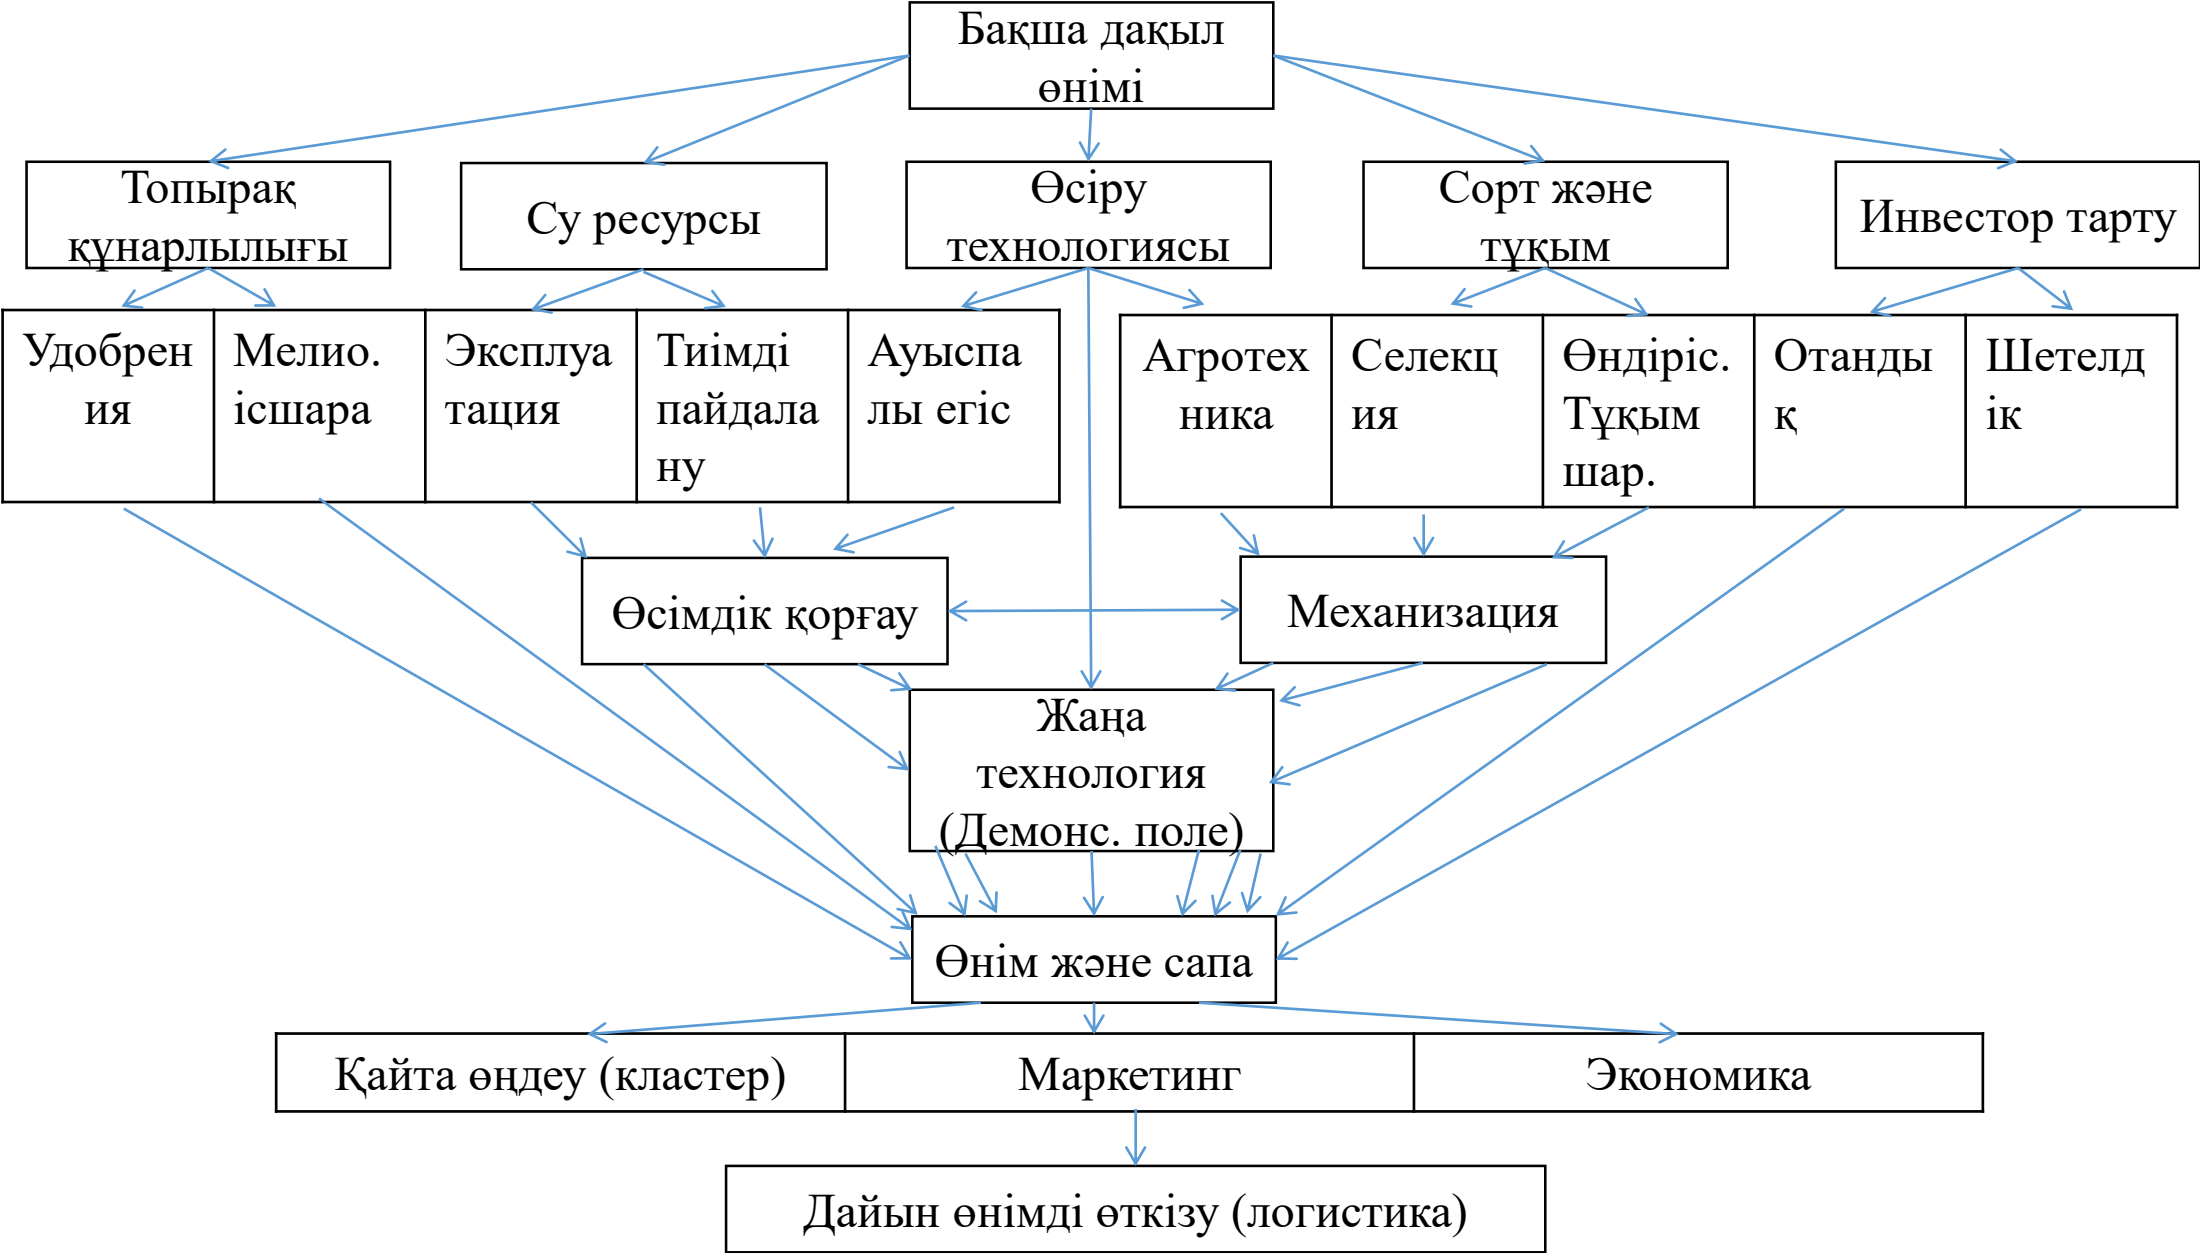 Бақша дақыл
өнімі
Топырақ
құнарлылығы
Су ресурсы
Өсіру
технологиясы
Сорт және
тұқым
Инвестор тарту
Удобрен
ия
Мелио.
ісшара
Эксплуа
тация
Тиімді
пайдала
ну
Ауыспа
лы егіс
Агротех
ника
Селекц
ия
Өндіріс.
Тұқым
шар.
Отанды
қ
Шетелд
ік
Өсімдік қорғау
Механизация
Жаңа
технология
(Демонс. поле)
Өнім және сапа
Қайта өңдеу (кластер)
Маркетинг
Экономика
Дайын өнімді өткізу (логистика)